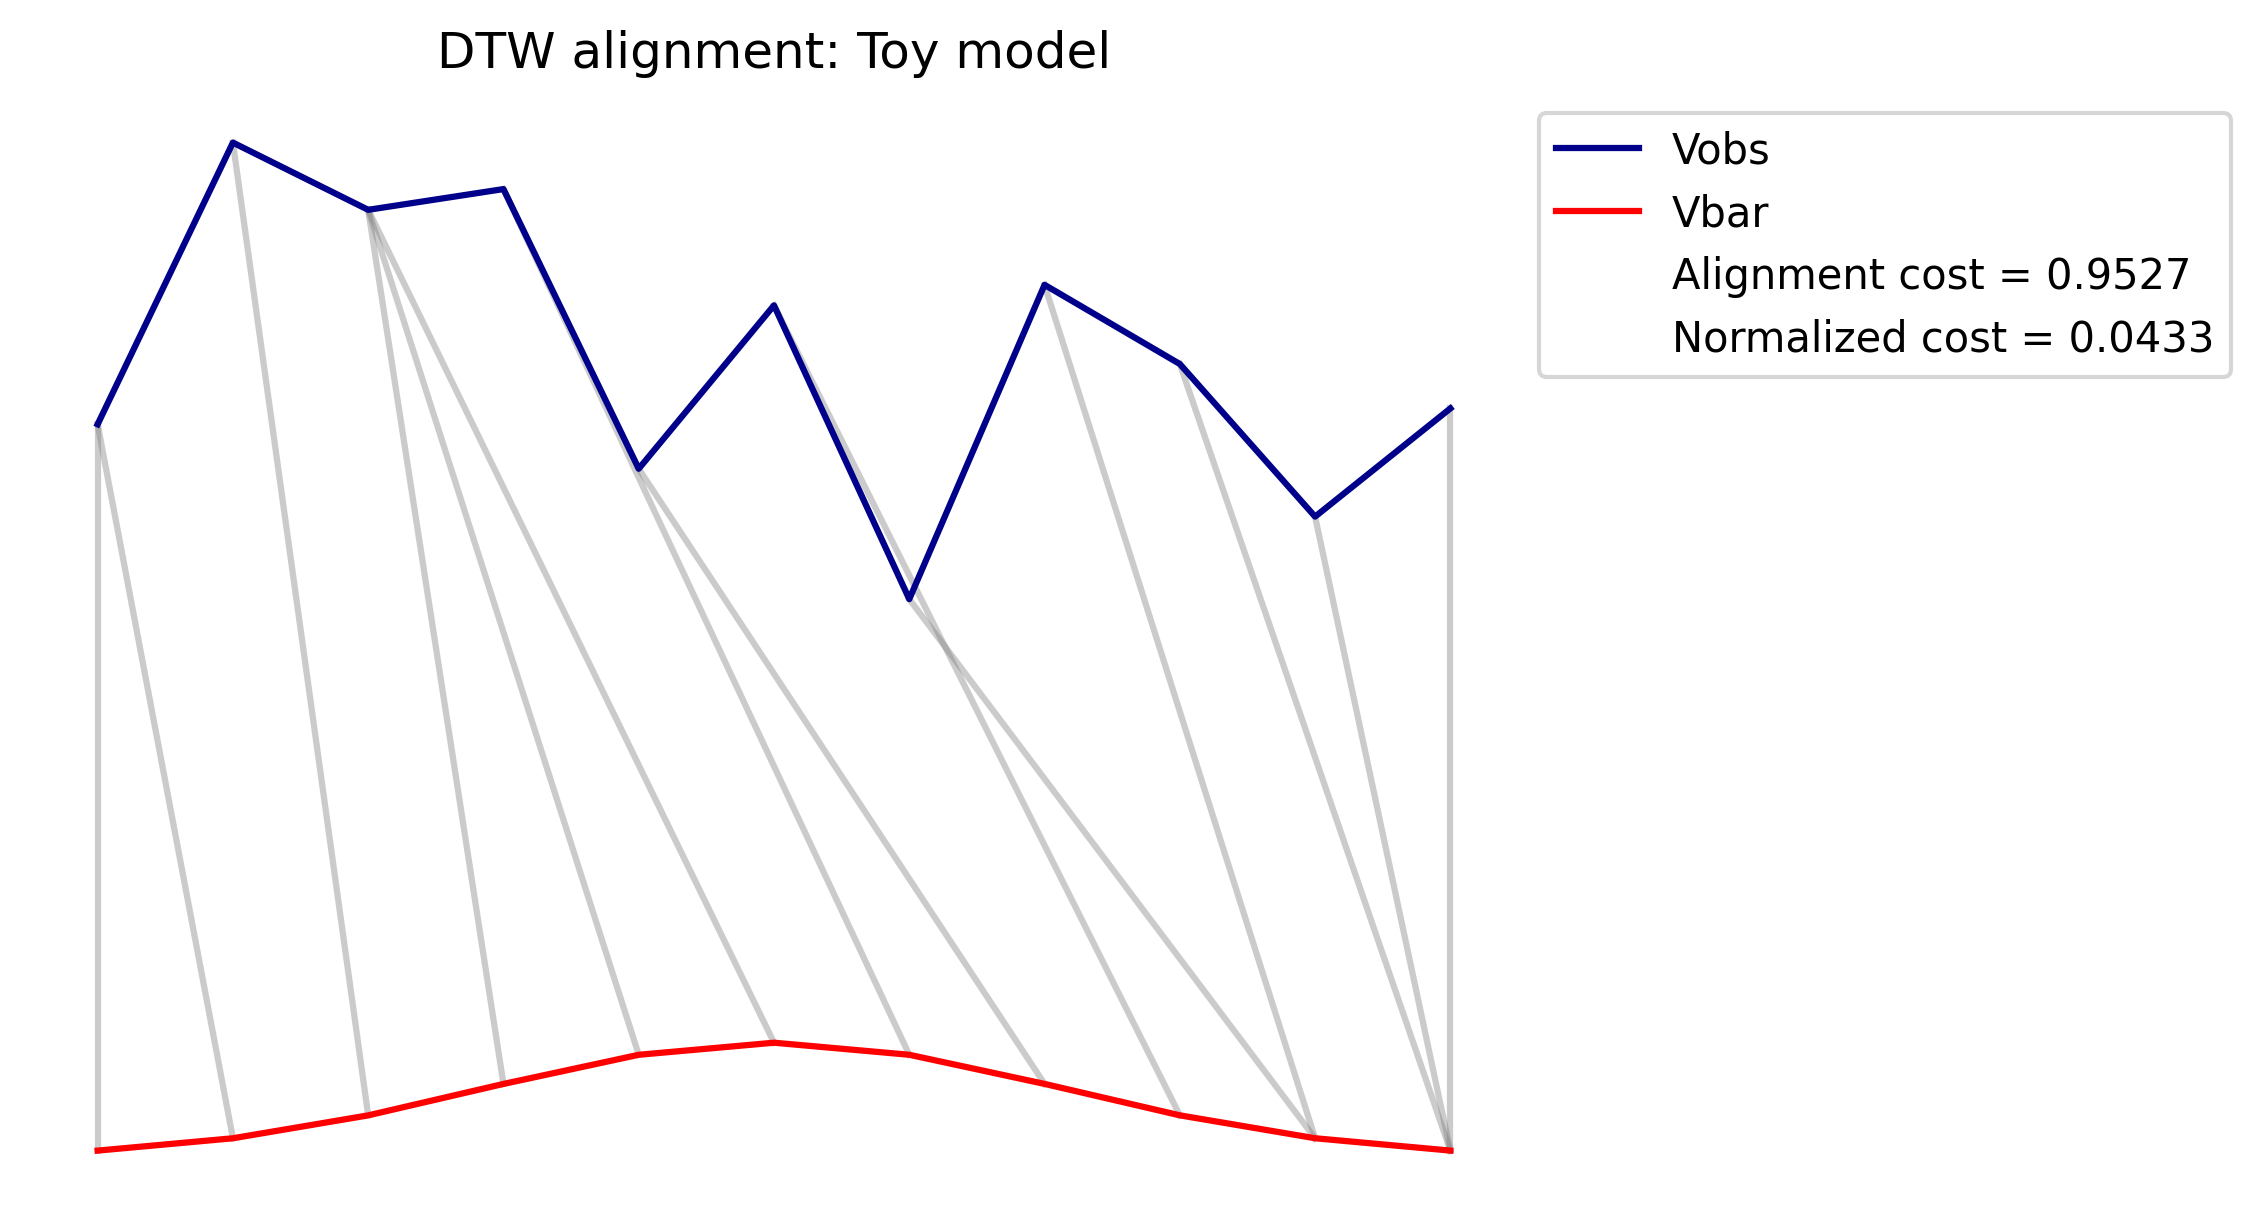 DTW alignment: Toy model
Vobs
Vbar
Alignment cost = 0.9527
Normalized cost = 0.0433